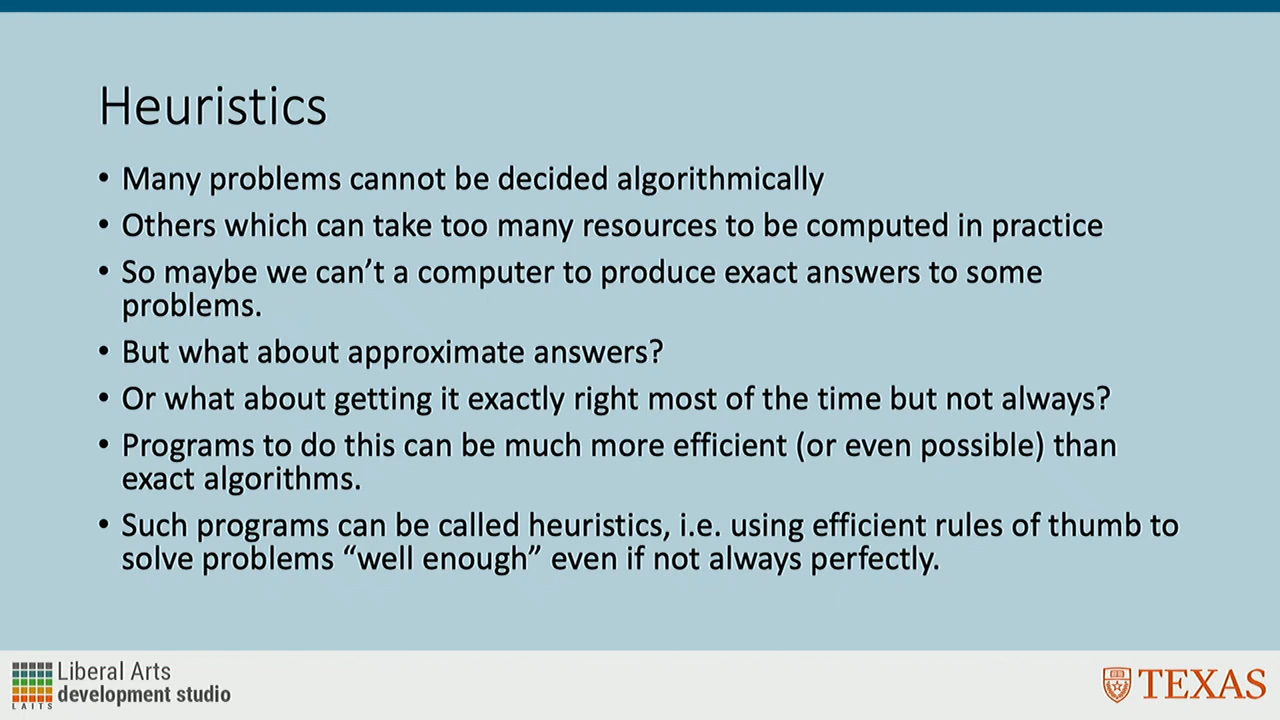 Heuristics
• Many problems cannot be decided algorithmically
• Others which can take too many resources to be computed in practice
• So maybe we can’t a computer to produce exact answers to some
problems.
• But what about approximate answers?
• Or what about getting it exactly right most of the time but not always?
• Programs to do this can be much more efficient (or even possible) than
exact algorithms.
• Such programs can be called heuristics, i.e. using efficient rules of thumb to
solve problems “well enough” even if not always perfectly.
Liberal Arts
development studio
LAITS
TEXAS